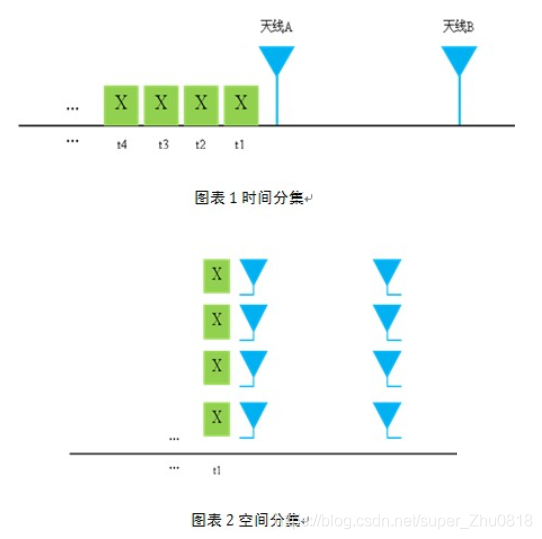 天线A 天线B
... X X X X
... t4 t3 t2 t1
图表 1 时间分集↵
X
X
X
X
...
... t1
图表 2 空间分集↵
https://blog.csdn.net/super_Zhu0818